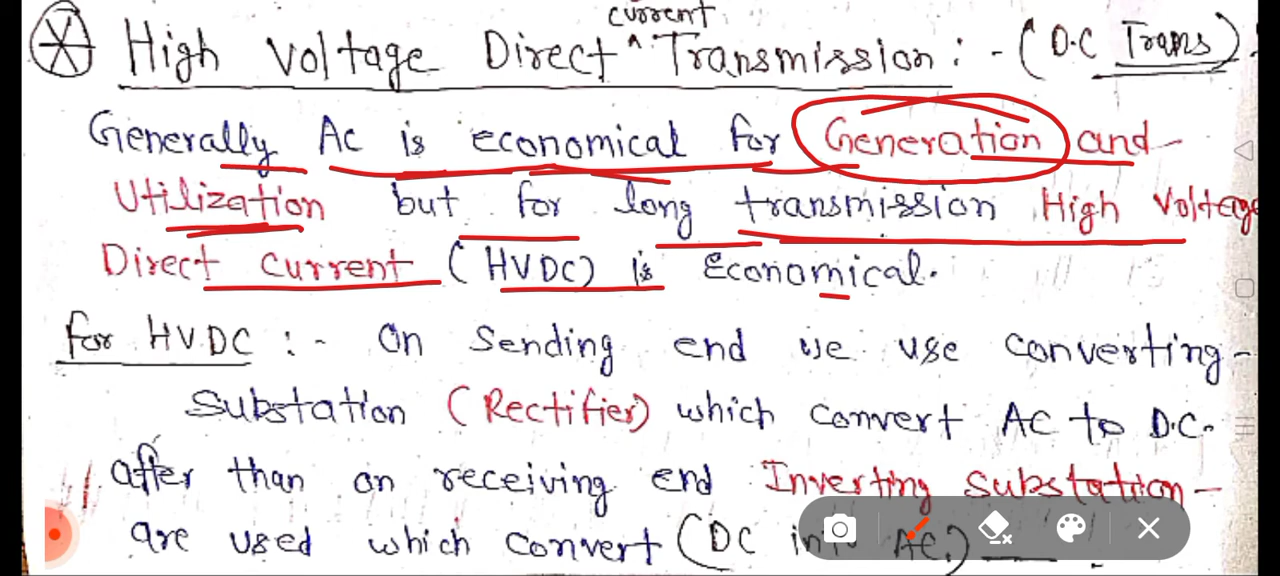 High Voltage Direct ^ current Transmission : - (D.C Trans)
Generally Ac is economical for Generation and
Utilization but for long transmission High Voltage
Direct Current (HVDC) is Economical.
for HVDC : - On Sending end we use converting-
Substation (Rectifier) which convert AC to D.C.
after than on receiving end Inverting substation-
are used which convert (DC into AC.)